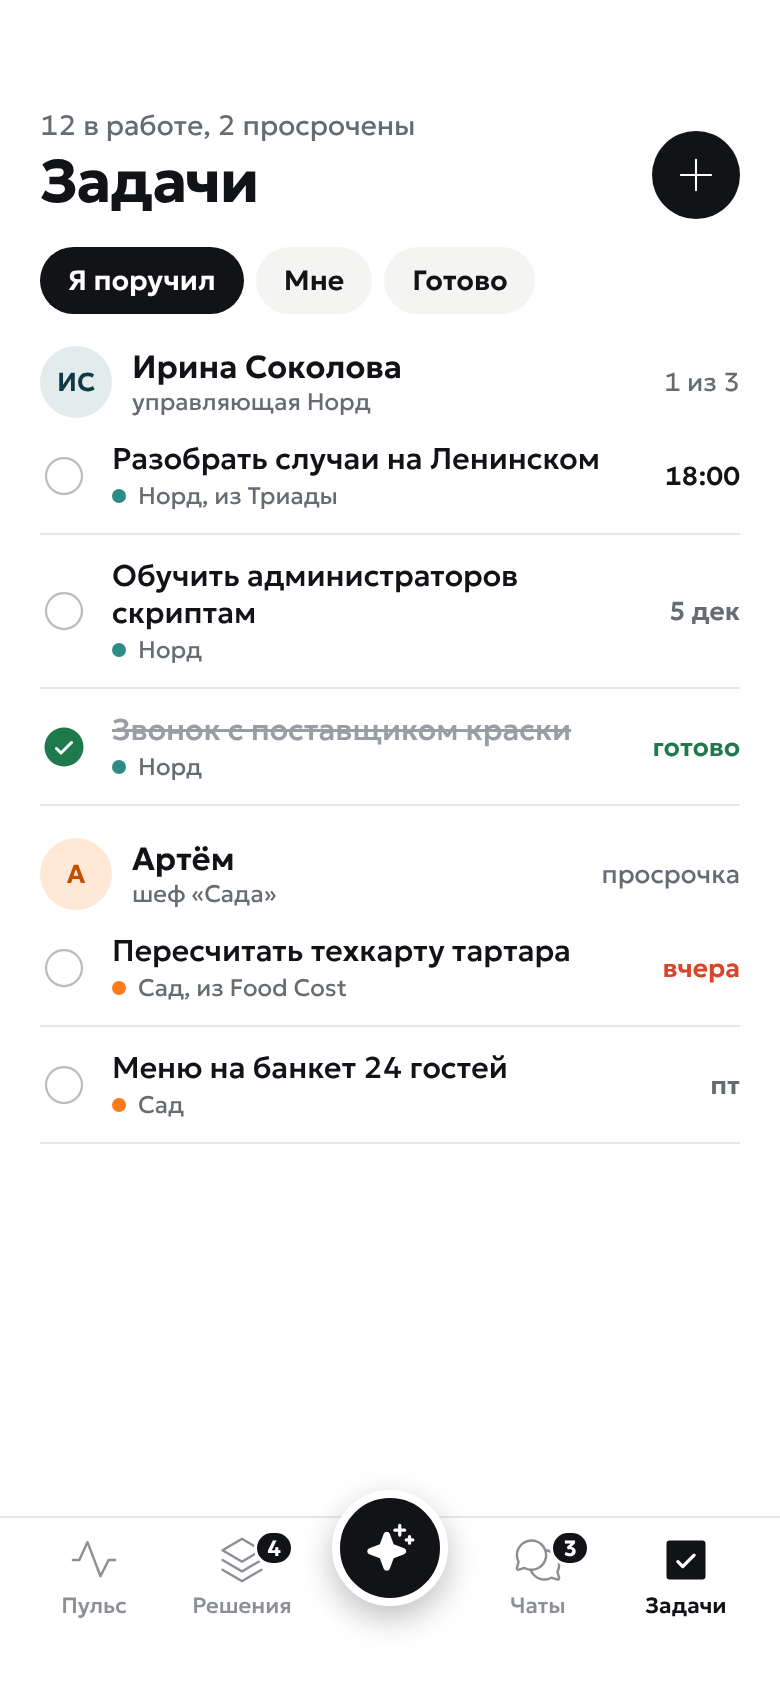 12 в работе, 2 просрочены
Задачи
Я поручил
Мне
Готово
ИС
Ирина Соколова
управляющая Норд
1 из 3
Разобрать случаи на Ленинском
Норд, из Триады
18:00
Обучить администраторов
скриптам
Норд
5 дек
Звонок с поставщиком краски
Норд
готово
А
Артём
шеф «Сада»
просрочка
Пересчитать техкарту тартара
Сад, из Food Cost
вчера
Меню на банкет 24 гостей
Сад
пт
Пульс
4
Решения
3
Чаты
Задачи